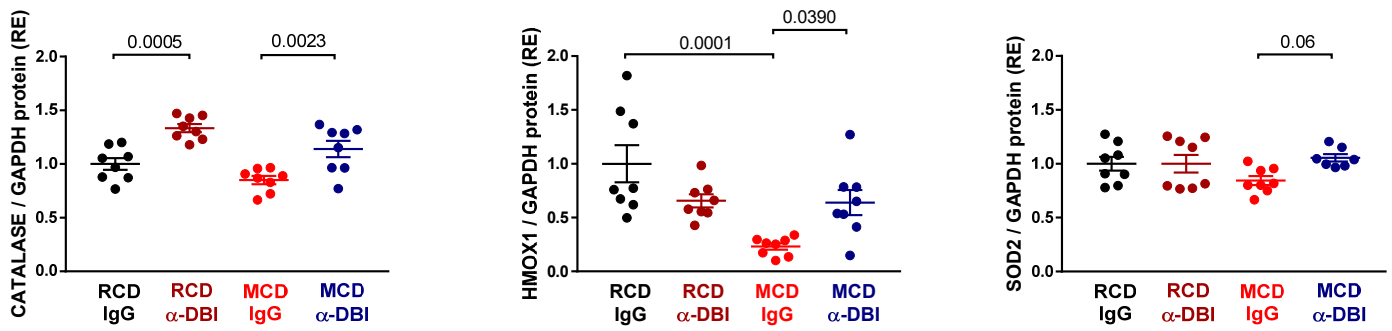 CATALASE / GAPDH protein (RE)
2.0
1.5
1.0
0.5
0.0
0.0005
0.0023
RCD IgG
RCD α-DBI
MCD IgG
MCD α-DBI
HMOX1 / GAPDH protein (RE)
2.0
1.5
1.0
0.5
0.0
0.0001
0.0390
RCD IgG
RCD α-DBI
MCD IgG
MCD α-DBI
SOD2 / GAPDH protein (RE)
2.0
1.5
1.0
0.5
0.0
0.06
RCD IgG
RCD α-DBI
MCD IgG
MCD α-DBI